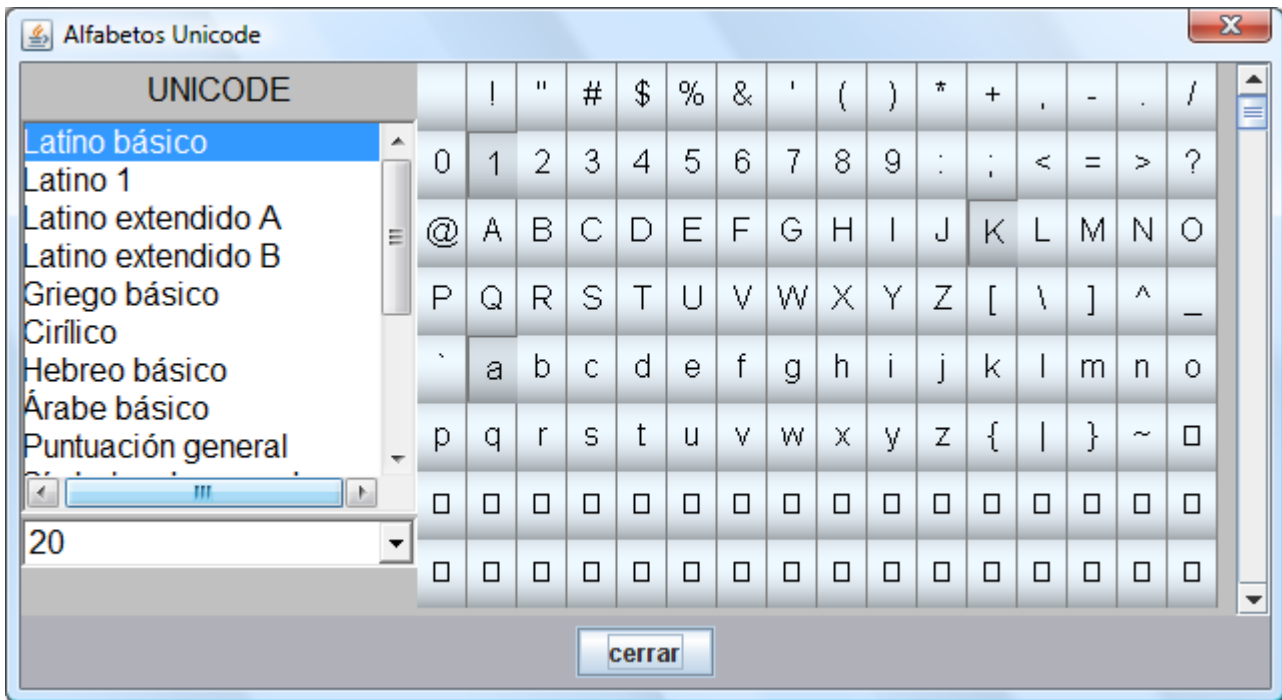 Alfabetos Unicode
UNICODE
Latíno básico
Latino 1
Latino extendido A
Latino extendido B
Griego básico
Cirílico
Hebreo básico
Árabe básico
Puntuación general
20
! " # $ % & ' ( ) * + , - . /
0 1 2 3 4 5 6 7 8 9 : ; < = > ?
@ A B C D E F G H I J K L M N O
P Q R S T U V W X Y Z [ \ ] ^ _
` a b c d e f g h i j k l m n o
p q r s t u v w x y z { | } ~ □
□ □ □ □ □ □ □ □ □ □ □ □ □ □ □ □
□ □ □ □ □ □ □ □ □ □ □ □ □ □ □ □
cerrar